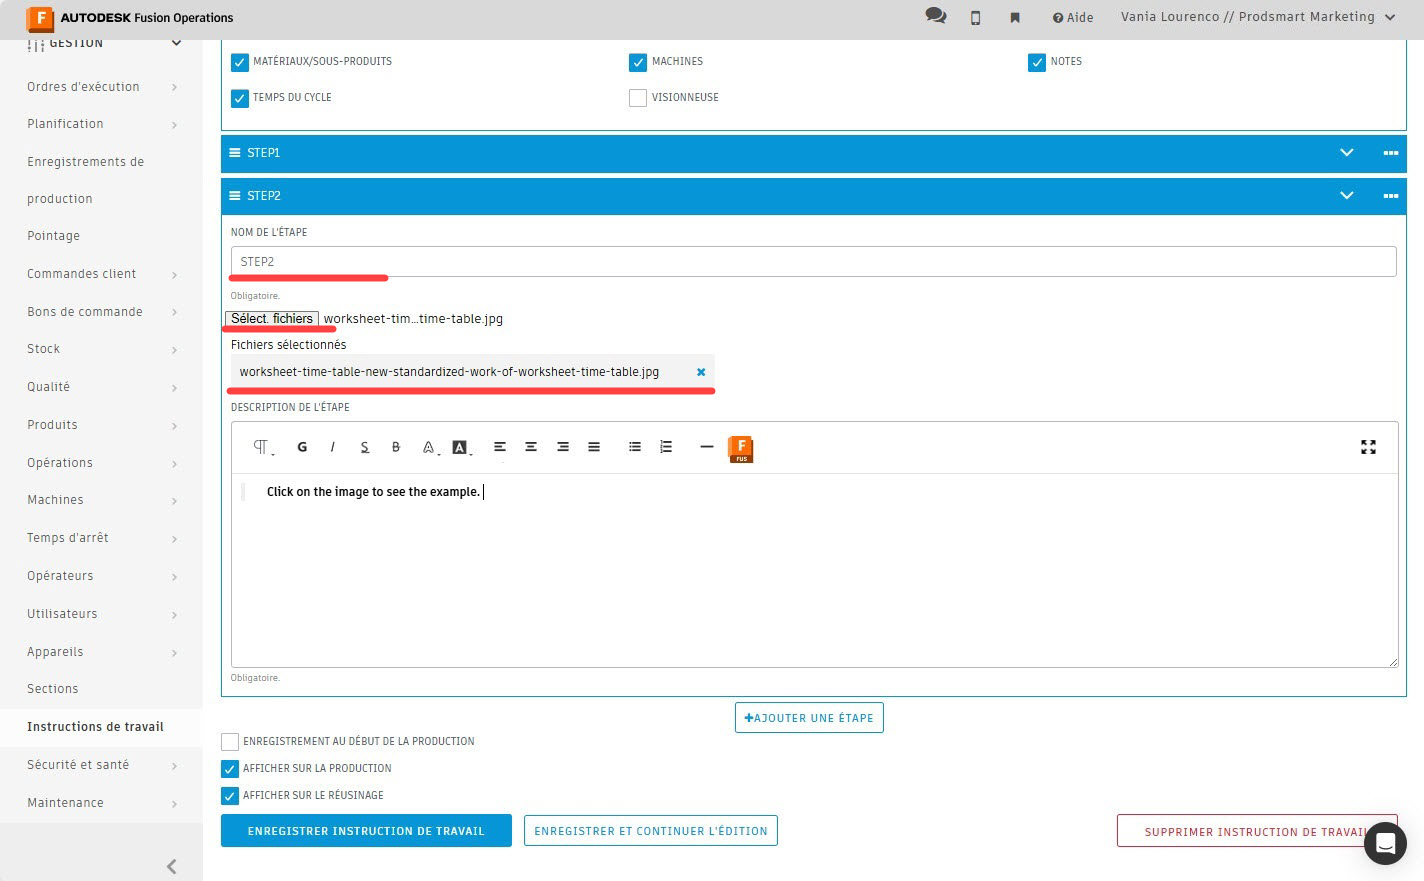 AUTODESK Fusion Operations
Aide
Vania Lourenco // Prodsmart Marketing
GESTION
Ordres d'exécution
Planification
Enregistrements de
production
Pointage
Commandes client
Bons de commande
Stock
Qualité
Produits
Opérations
Machines
Temps d'arrêt
Opérateurs
Utilisateurs
Appareils
Sections
Instructions de travail
Sécurité et santé
Maintenance
MATÉRIAUX/SOUS-PRODUITS
MACHINES
NOTES
TEMPS DU CYCLE
VISIONNEUSE
STEP1
STEP2
NOM DE L'ÉTAPE
STEP2
Obligatoire.
Sélect. fichiers worksheet-tim...time-table.jpg
Fichiers sélectionnés
worksheet-time-table-new-standardized-work-of-worksheet-time-table.jpg
DESCRIPTION DE L'ÉTAPE
G I S B A A F
rus
Click on the image to see the example.
Obligatoire.
+AJOUTER UNE ÉTAPE
ENREGISTREMENT AU DÉBUT DE LA PRODUCTION
AFFICHER SUR LA PRODUCTION
AFFICHER SUR LE RÉUSINAGE
ENREGISTRER INSTRUCTION DE TRAVAIL
ENREGISTRER ET CONTINUER L'ÉDITION
SUPPRIMER INSTRUCTION DE TRAVAIL